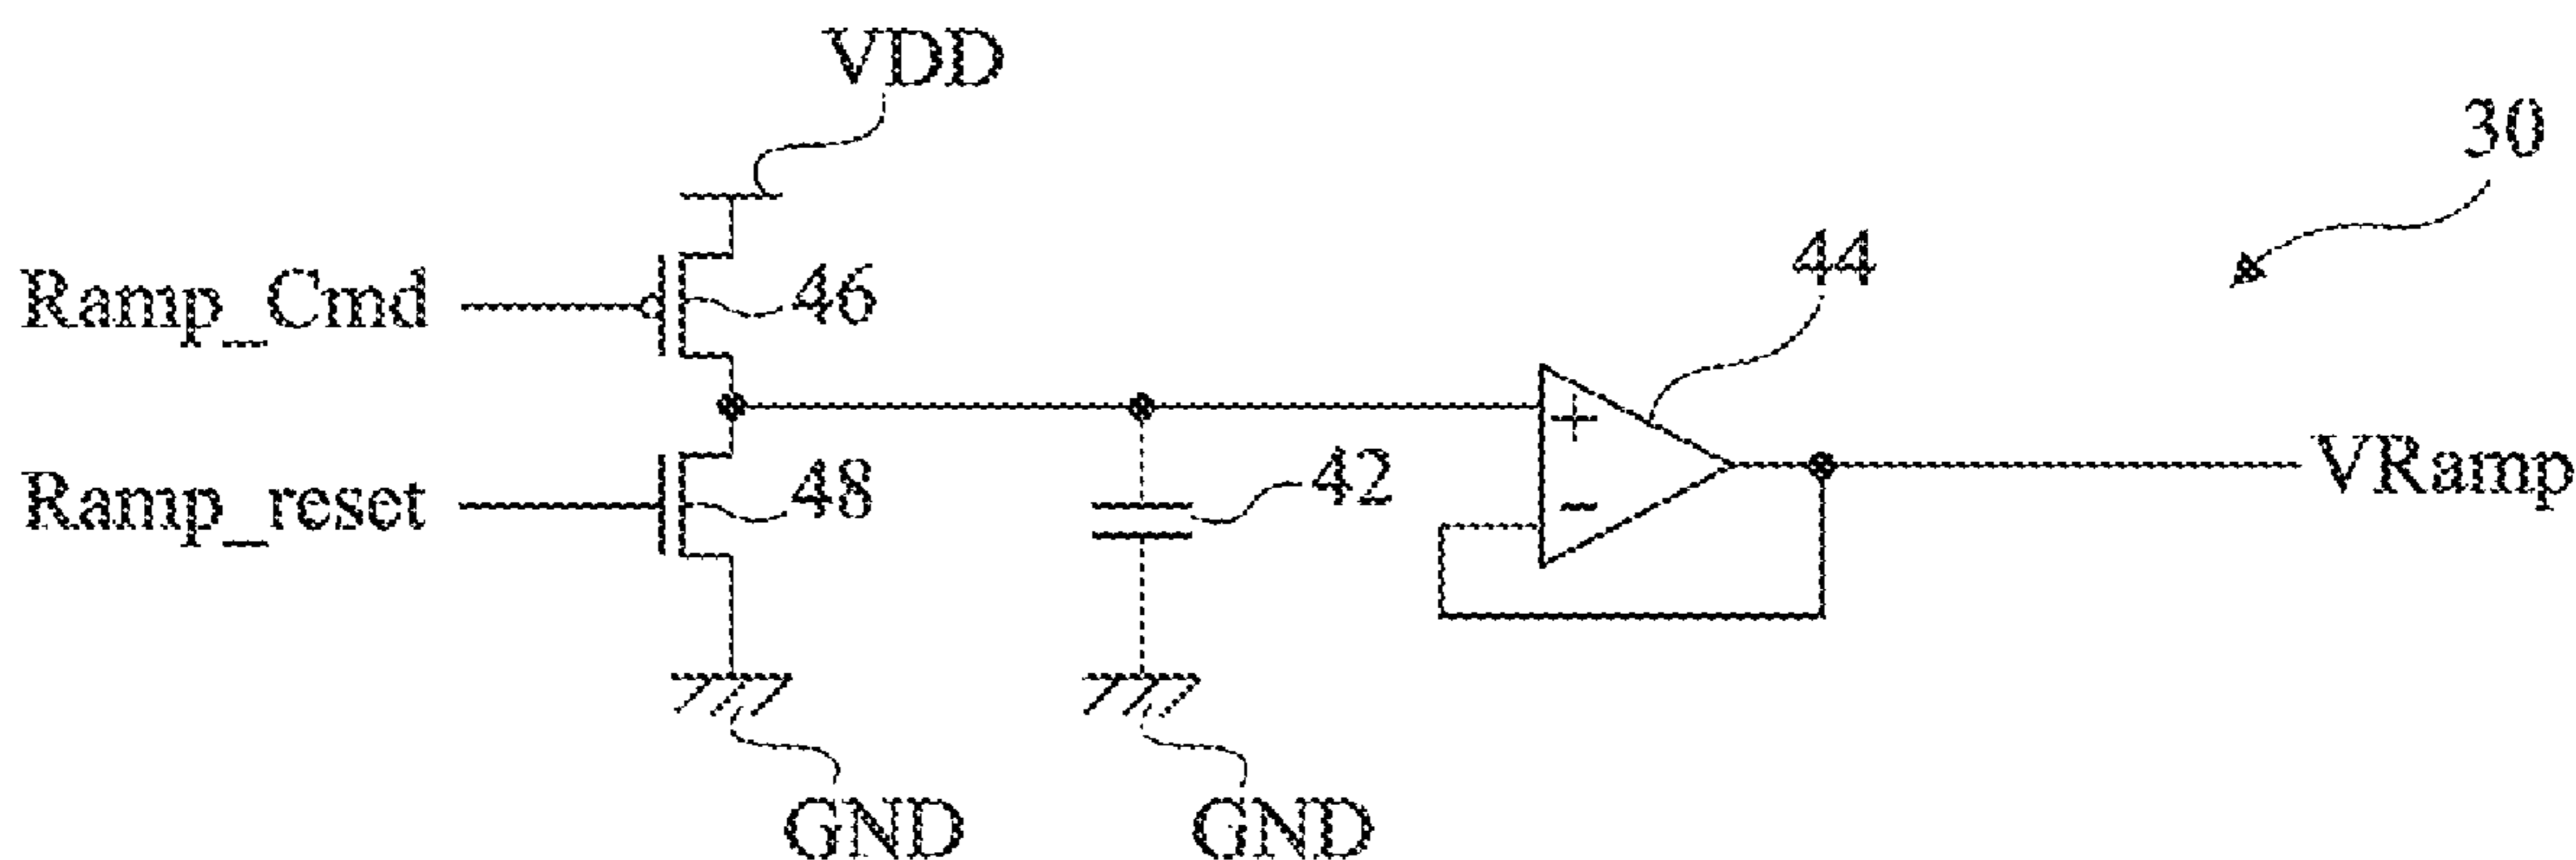 VDD
30
44
Ramp_Cmd
46
+
Ramp_reset
48
42
-
VRamp
GND
GND